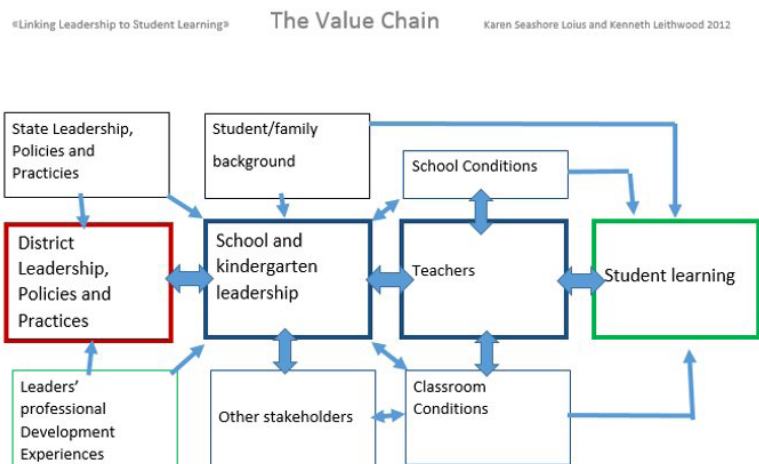 «Linking Leadership to Student Learning»
The Value Chain
Karen Seashore Loius and Kenneth Leithwood 2012
State Leadership,
Policies and
Practicies
Student/family
background
School Conditions
District
Leadership,
Policies and
Practices
School and
kindergarten
leadership
Teachers
Student learning
Leaders’
professional
Development
Experiences
Other stakeholders
Classroom
Conditions